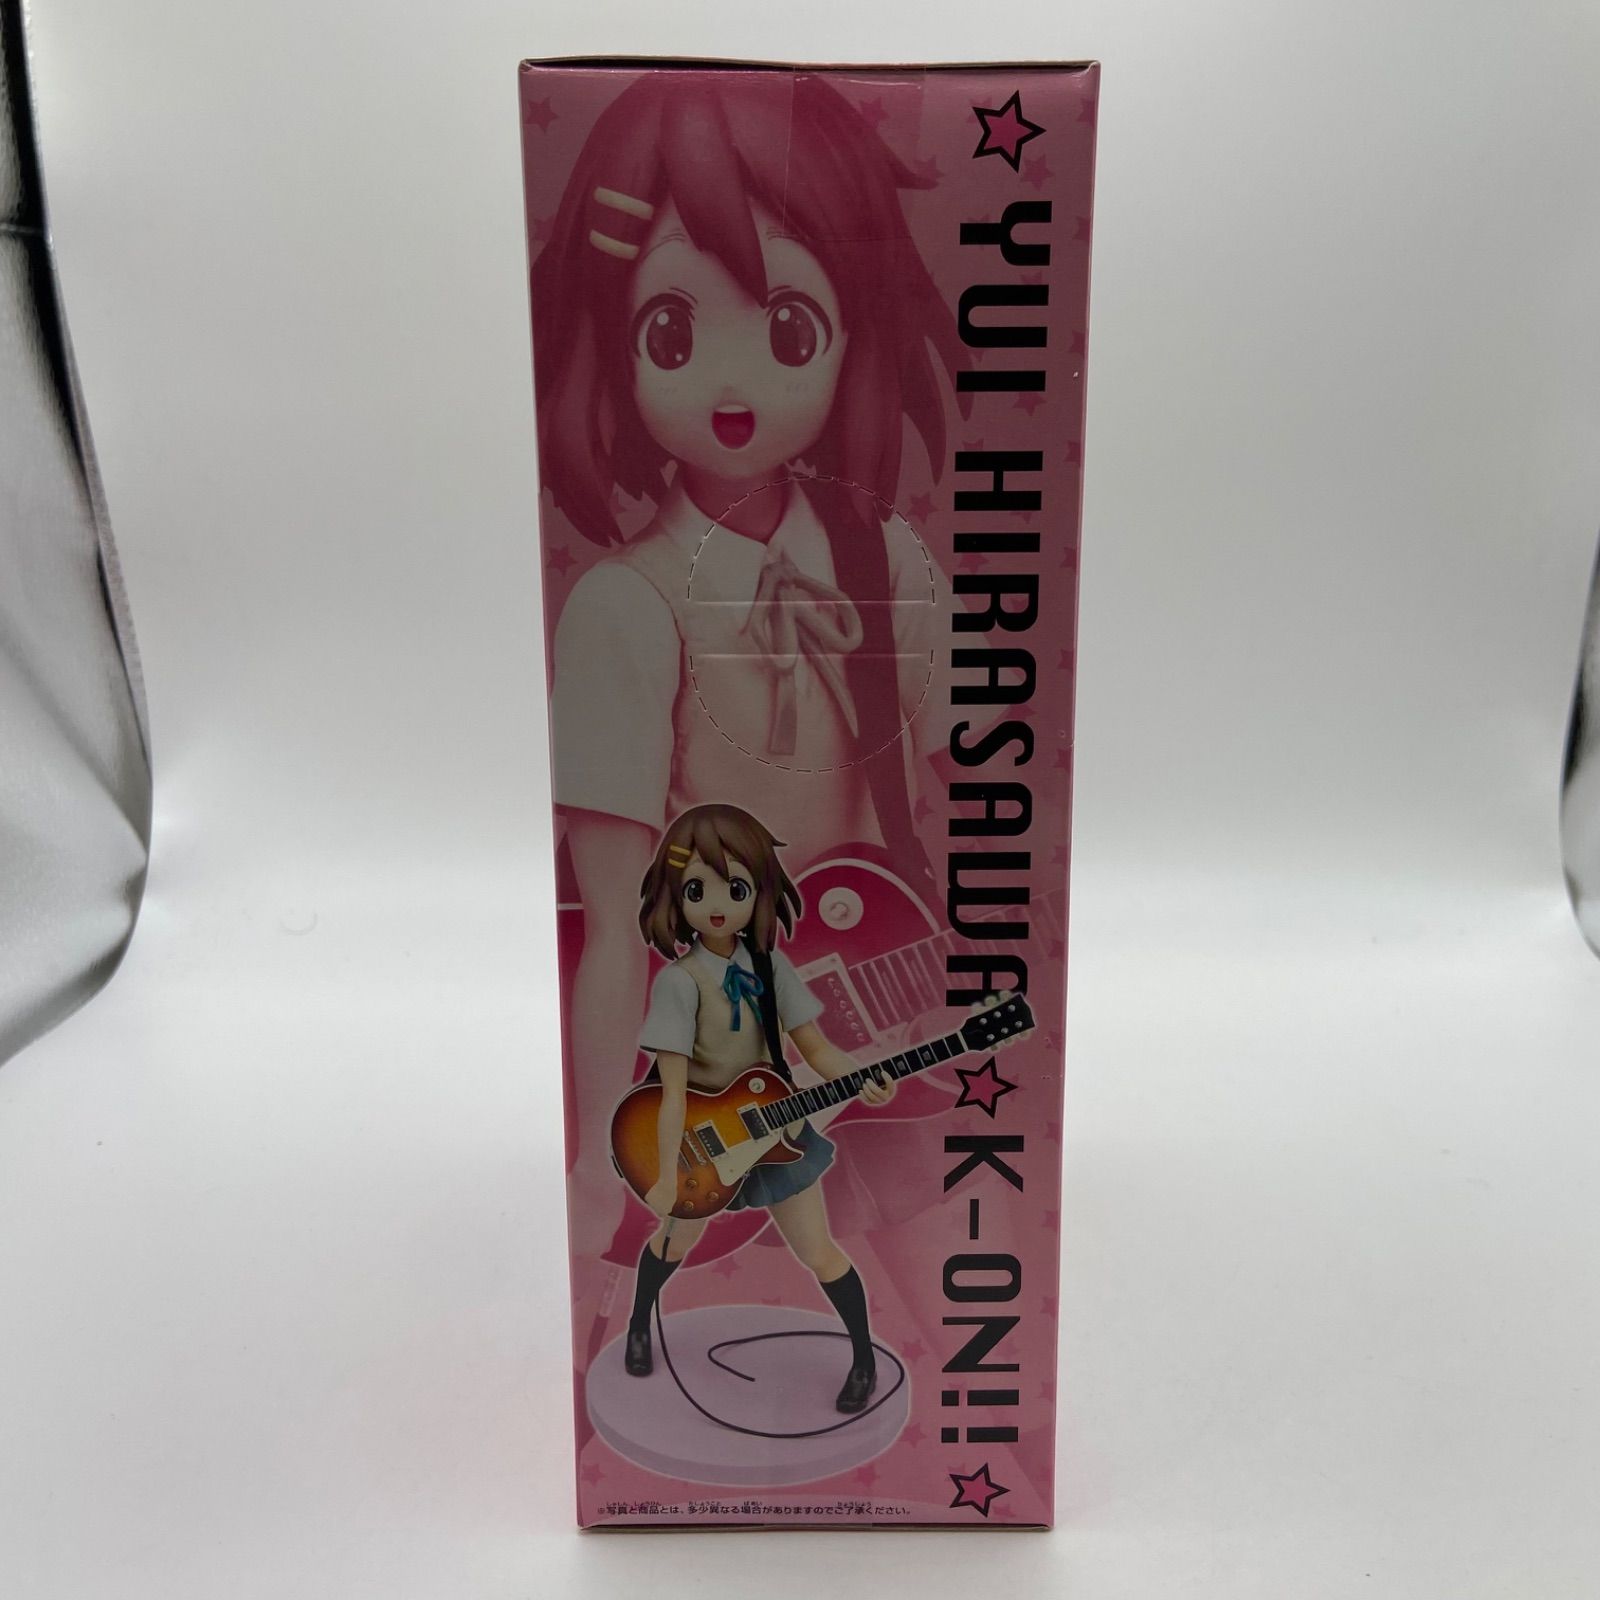 ☆YUI HIRASAWA☆K-ON!!☆
※写真と商品とは、多少異なる場合がありますのでご了承ください。